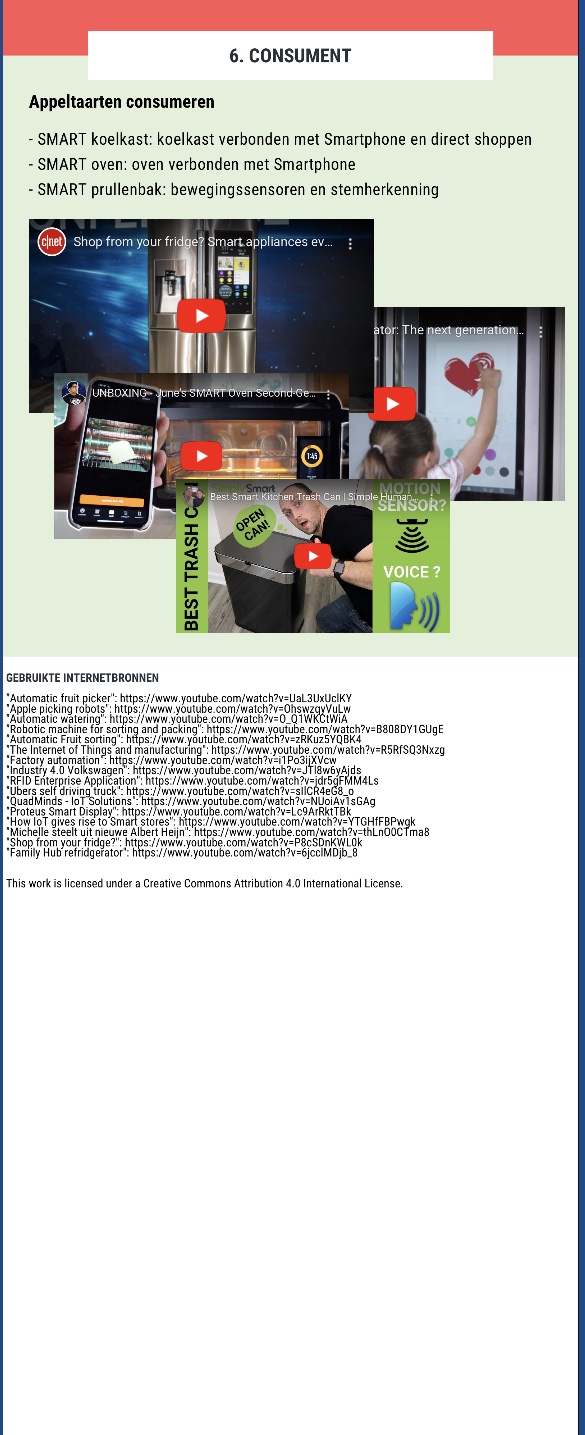 6. CONSUMENT
Appeltaarten consumeren
- SMART koelkast: koelkast verbonden met Smartphone en direct shoppen
- SMART oven: oven verbonden met Smartphone
- SMART prullenbak: bewegingssensoren en stemherkenning
c|net
Shop from your fridge? Smart appliances ev...
ator: The next generation...
UNBOXING - June's SMART Oven Second-Ge...
1:45
Best Smart Kitchen Trash Can | Simple Human...
Smart
BEST TRASH C
OPEN CAN!
MOTION
SENSOR?
VOICE ?
GEBRUIKTE INTERNETBRONNEN
"Automatic fruit picker": https://www.youtube.com/watch?v=UaL3UxUclKY
"Apple picking robots": https://www.youtube.com/watch?v=OhswzqvVuLw
"Automatic watering": https://www.youtube.com/watch?v=O_Q1WKCtWiA
"Robotic machine for sorting and packing": https://www.youtube.com/watch?v=B808DY1GUgE
"Automatic Fruit sorting": https://www.youtube.com/watch?v=zRKuz5YQBK4
"The Internet of Things and manufacturing": https://www.youtube.com/watch?v=R5RfSQ3Nxzg
"Factory automation": https://www.youtube.com/watch?v=i1Po3ijXVcw
"Industry 4.0 Volkswagen": https://www.youtube.com/watch?v=JTl8w6yAjds
"RFID Enterprise Application": https://www.youtube.com/watch?v=jdr5gFMM4Ls
"Ubers self driving truck": https://www.youtube.com/watch?v=sIlCR4eG8_o
"QuadMinds - IoT Solutions": https://www.youtube.com/watch?v=NUoiAv1sGAg
"Proteus Smart Display": https://www.youtube.com/watch?v=Lc9ArRktTBk
"How IoT gives rise to Smart stores": https://www.youtube.com/watch?v=YTGHfFBPwgk
"Michelle steelt uit nieuwe Albert Heijn": https://www.youtube.com/watch?v=thLnO0CTma8
"Shop from your fridge?": https://www.youtube.com/watch?v=P8cSDnKWL0k
"Family Hub refridgerator": https://www.youtube.com/watch?v=6jcclMDjb_8
This work is licensed under a Creative Commons Attribution 4.0 International License.